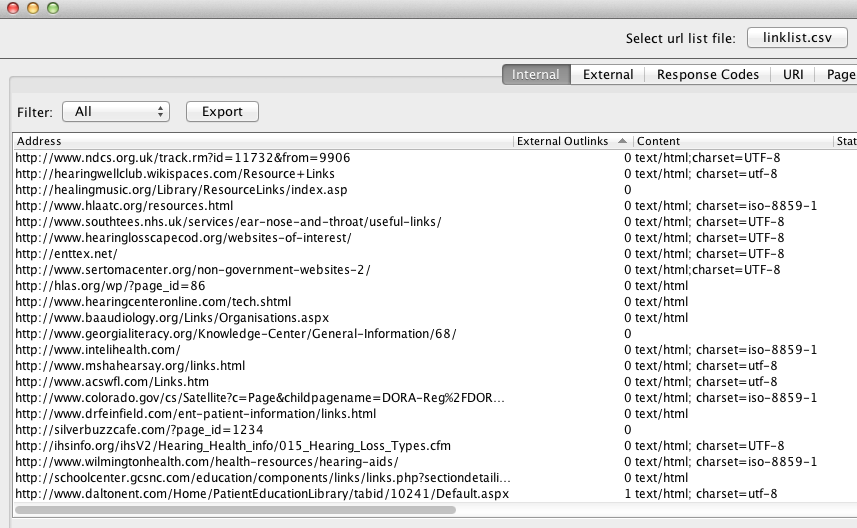 Select url list file: linklist.csv
Internal External Response Codes URI Page
Filter: All Export
Address External Outlinks Content Stat
http://www.ndcs.org.uk/track.rm?id=11732&from=9906 0 text/html;charset=UTF-8
http://hearingwellclub.wikispaces.com/Resource+Links 0 text/html; charset=utf-8
http://healingmusic.org/Library/ResourceLinks/index.asp 0
http://www.hlaatc.org/resources.html 0 text/html; charset=iso-8859-1
http://www.southtees.nhs.uk/services/ear-nose-and-throat/useful-links/ 0 text/html; charset=UTF-8
http://www.hearinglosscapecod.org/websites-of-interest/ 0 text/html; charset=UTF-8
http://enttex.net/ 0 text/html; charset=UTF-8
http://www.sertomacenter.org/non-government-websites-2/ 0 text/html;charset=UTF-8
http://hlas.org/wp/?page_id=86 0 text/html
http://www.hearingcenteronline.com/tech.shtml 0 text/html
http://www.baaudiology.org/Links/Organisations.aspx 0 text/html
http://www.georgialiteracy.org/Knowledge-Center/General-Information/68/ 0
http://www.intelihealth.com/ 0 text/html; charset=iso-8859-1
http://www.mshahearsay.org/links.html 0 text/html; charset=utf-8
http://www.acswfl.com/Links.htm 0 text/html; charset=utf-8
http://www.colorado.gov/cs/Satellite?c=Page&childpagename=DORA-Reg%2FDOR... 0 text/html; charset=iso-8859-1
http://www.drfeinfield.com/ent-patient-information/links.html 0 text/html
http://silverbuzzcafe.com/?page_id=1234 0
http://ihsinfo.org/ihsV2/Hearing_Health_info/015_Hearing_Loss_Types.cfm 0 text/html; charset=UTF-8
http://www.wilmingtonhealth.com/health-resources/hearing-aids/ 0 text/html; charset=iso-8859-1
http://schoolcenter.gcsnc.com/education/components/links/links.php?sectiondetaili... 0 text/html
http://www.daltonent.com/Home/PatientEducationLibrary/tabid/10241/Default.aspx 1 text/html; charset=utf-8